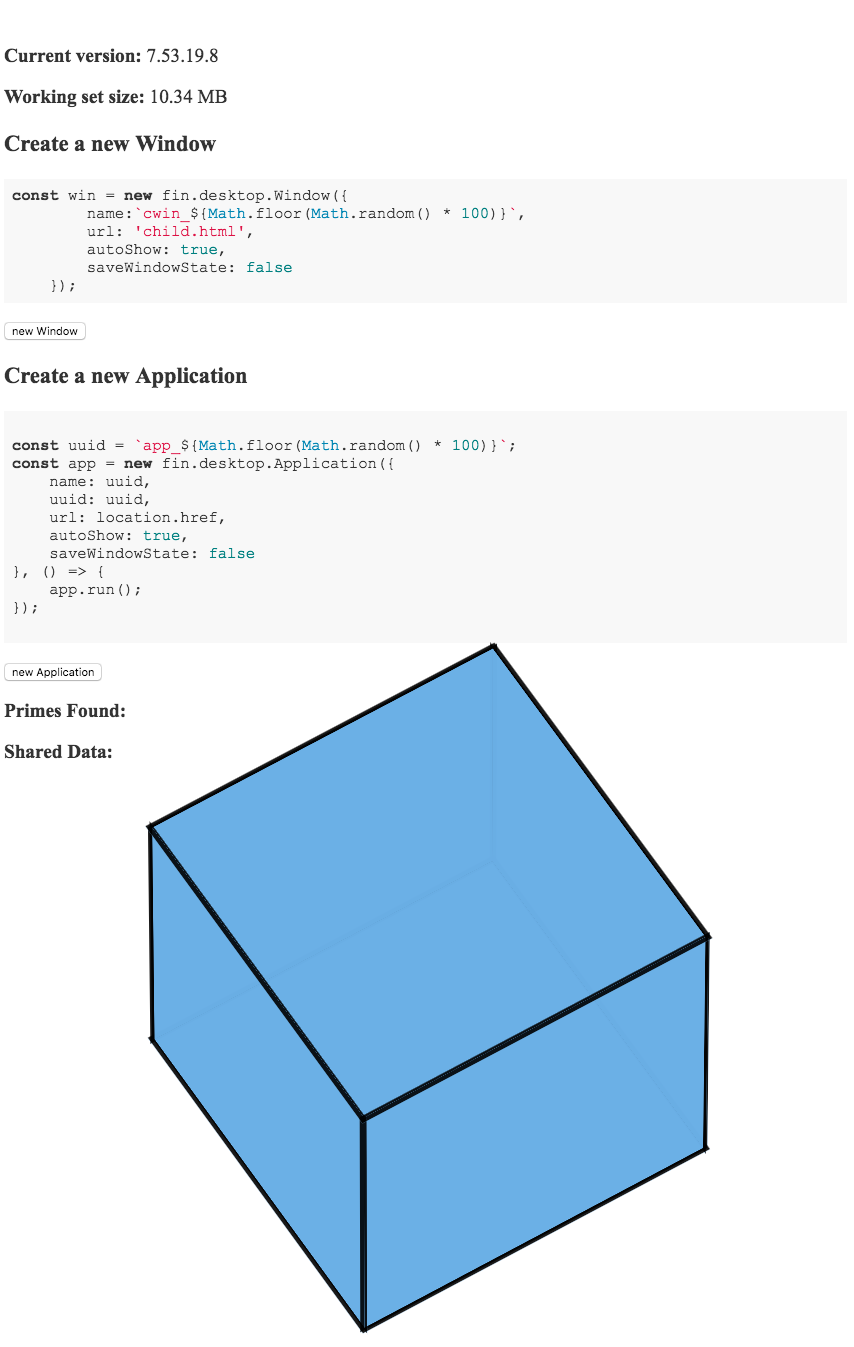 Current version: 7.53.19.8
Working set size: 10.34 MB
Create a new Window
const win = new fin.desktop.Window({
        name:`cwin_${Math.floor(Math.random() * 100)}`,
        url: 'child.html',
        autoShow: true,
        saveWindowState: false
    });
new Window
Create a new Application
const uuid = `app_${Math.floor(Math.random() * 100)}`;
const app = new fin.desktop.Application({
    name: uuid,
    uuid: uuid,
    url: location.href,
    autoShow: true,
    saveWindowState: false
}, () => {
    app.run();
});
new Application
Primes Found:
Shared Data: